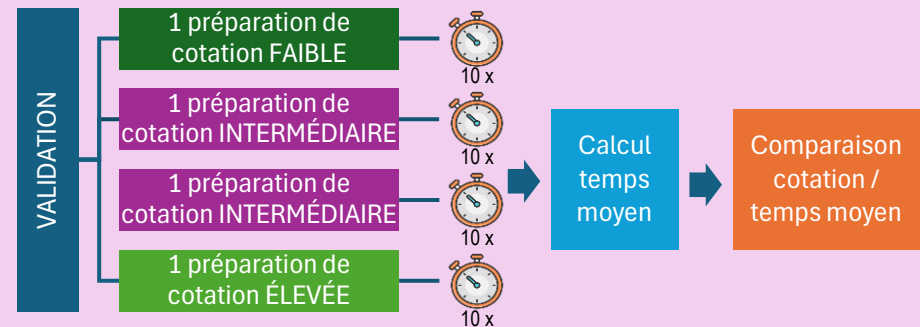 VALIDATION
1 préparation de
cotation FAIBLE
10 x
1 préparation de
cotation INTERMÉDIAIRE
10 x
1 préparation de
cotation INTERMÉDIAIRE
10 x
1 préparation de
cotation ÉLEVÉE
10 x
Calcul
temps
moyen
Comparaison
cotation /
temps moyen